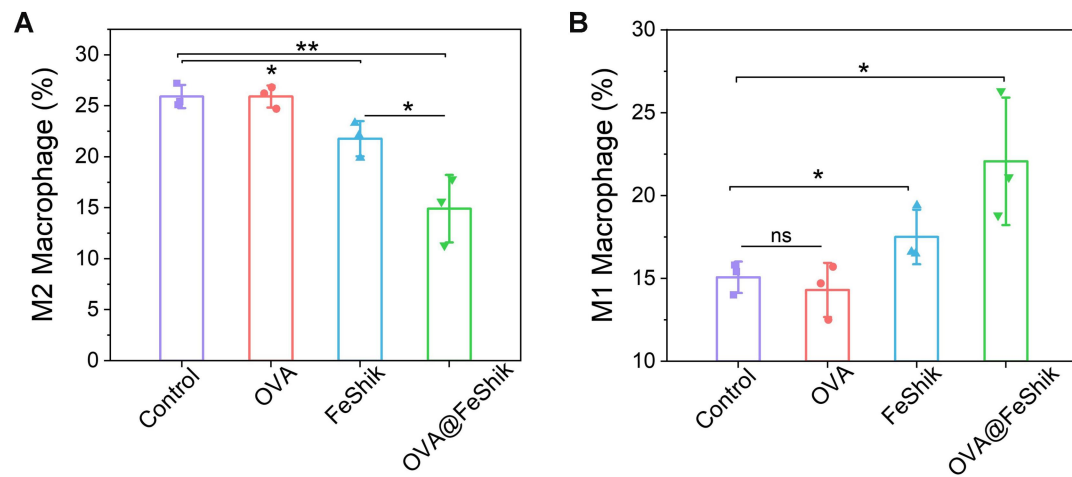 A
M2 Macrophage (%)
30
25
20
15
10
5
0
**
*
*
Control
OVA
FeShik
OVA@FeShik
B
M1 Macrophage (%)
30
25
20
15
10
*
*
ns
Control
OVA
FeShik
OVA@FeShik